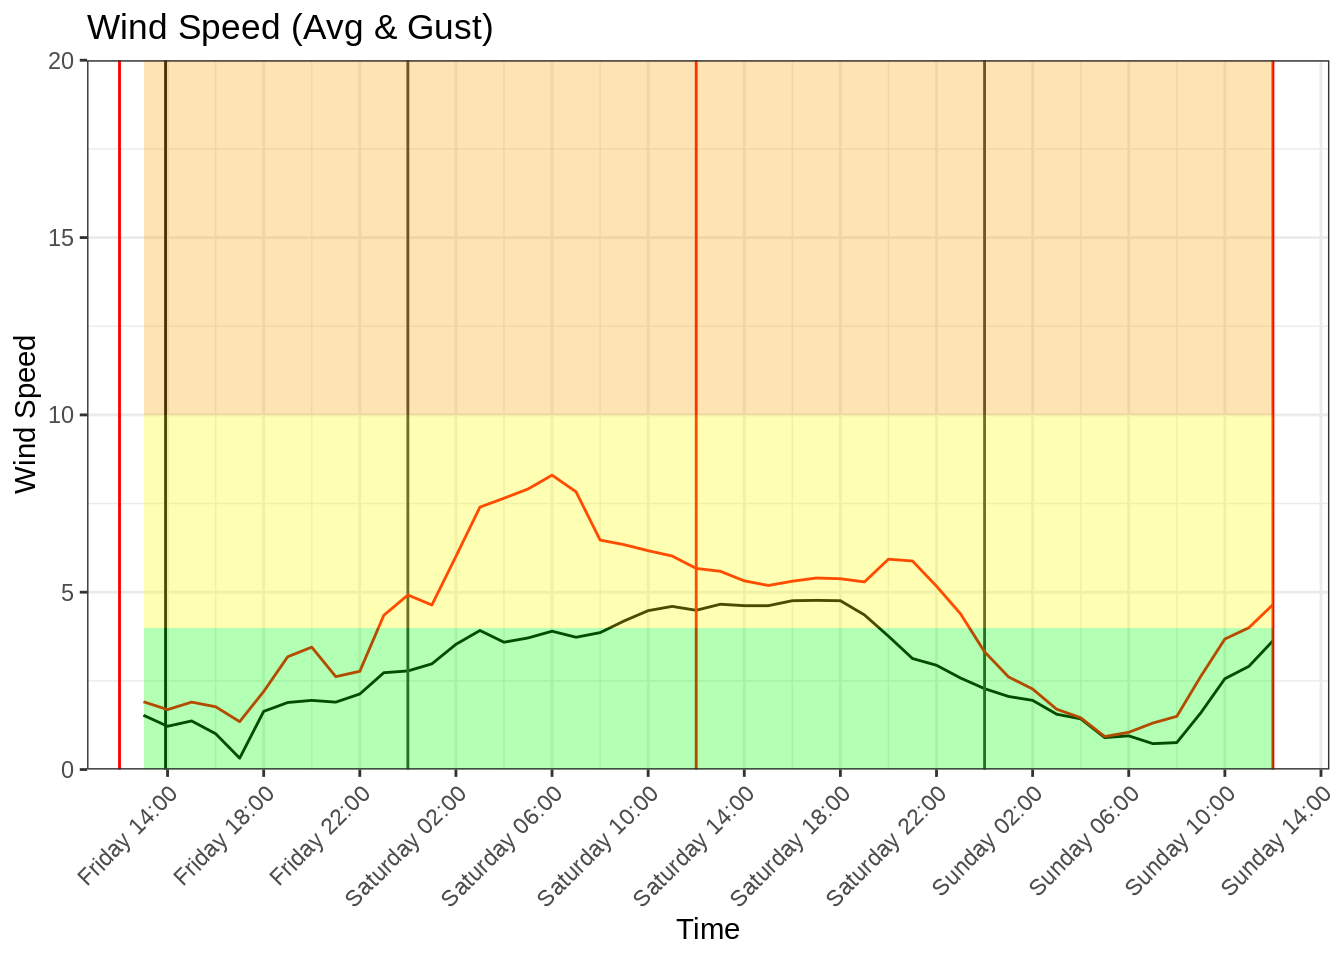 Wind Speed (Avg & Gust)
20
15
10
5
0
Wind Speed
Friday 14:00
Friday 18:00
Friday 22:00
Saturday 02:00
Saturday 06:00
Saturday 10:00
Saturday 14:00
Saturday 18:00
Saturday 22:00
Sunday 02:00
Sunday 06:00
Sunday 10:00
Sunday 14:00
Time